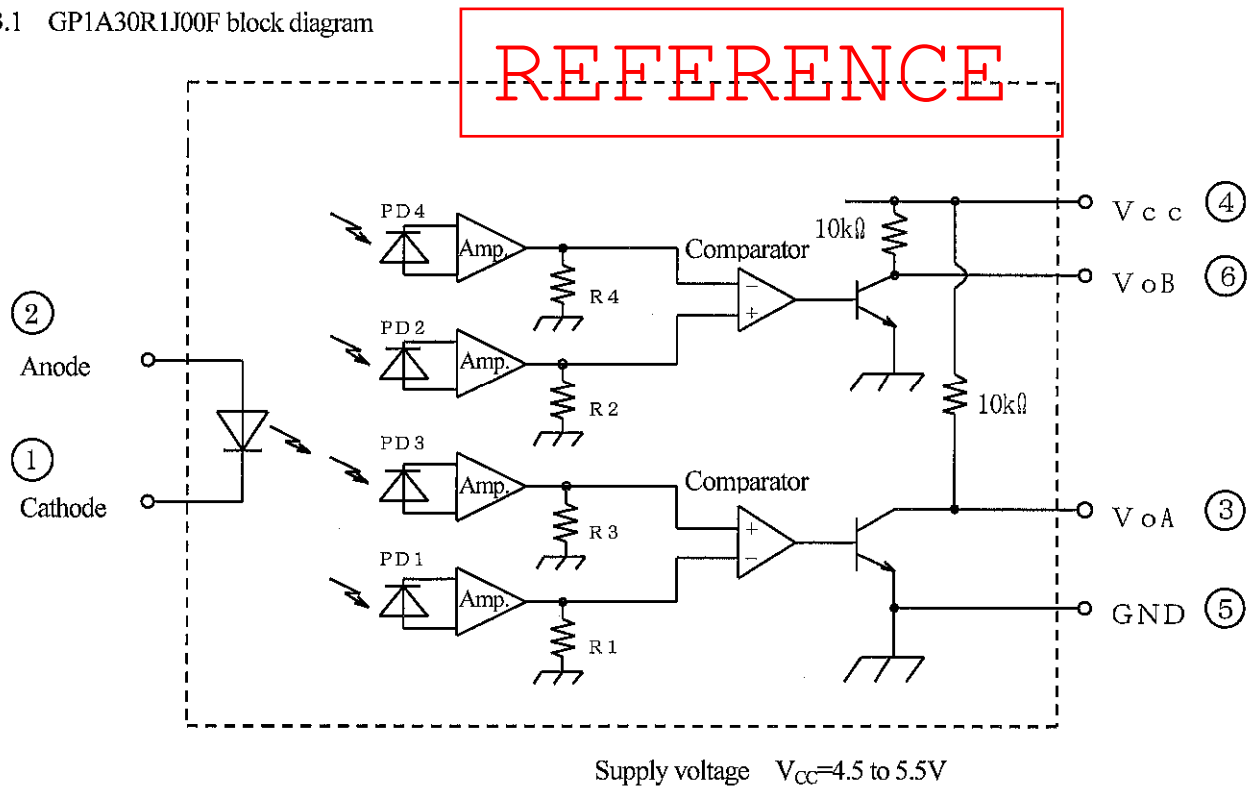 3.1 GP1A30R1J00F block diagram
REFERENCE
PD4
Amp.
R4
Comparator
−
+
10kΩ
Vcc ④
VoB ⑥
②
Anode
PD2
Amp.
R2
10kΩ
①
Cathode
PD3
Amp.
R3
Comparator
+
−
VoA ③
PD1
Amp.
R1
GND ⑤
Supply voltage VCC=4.5 to 5.5V